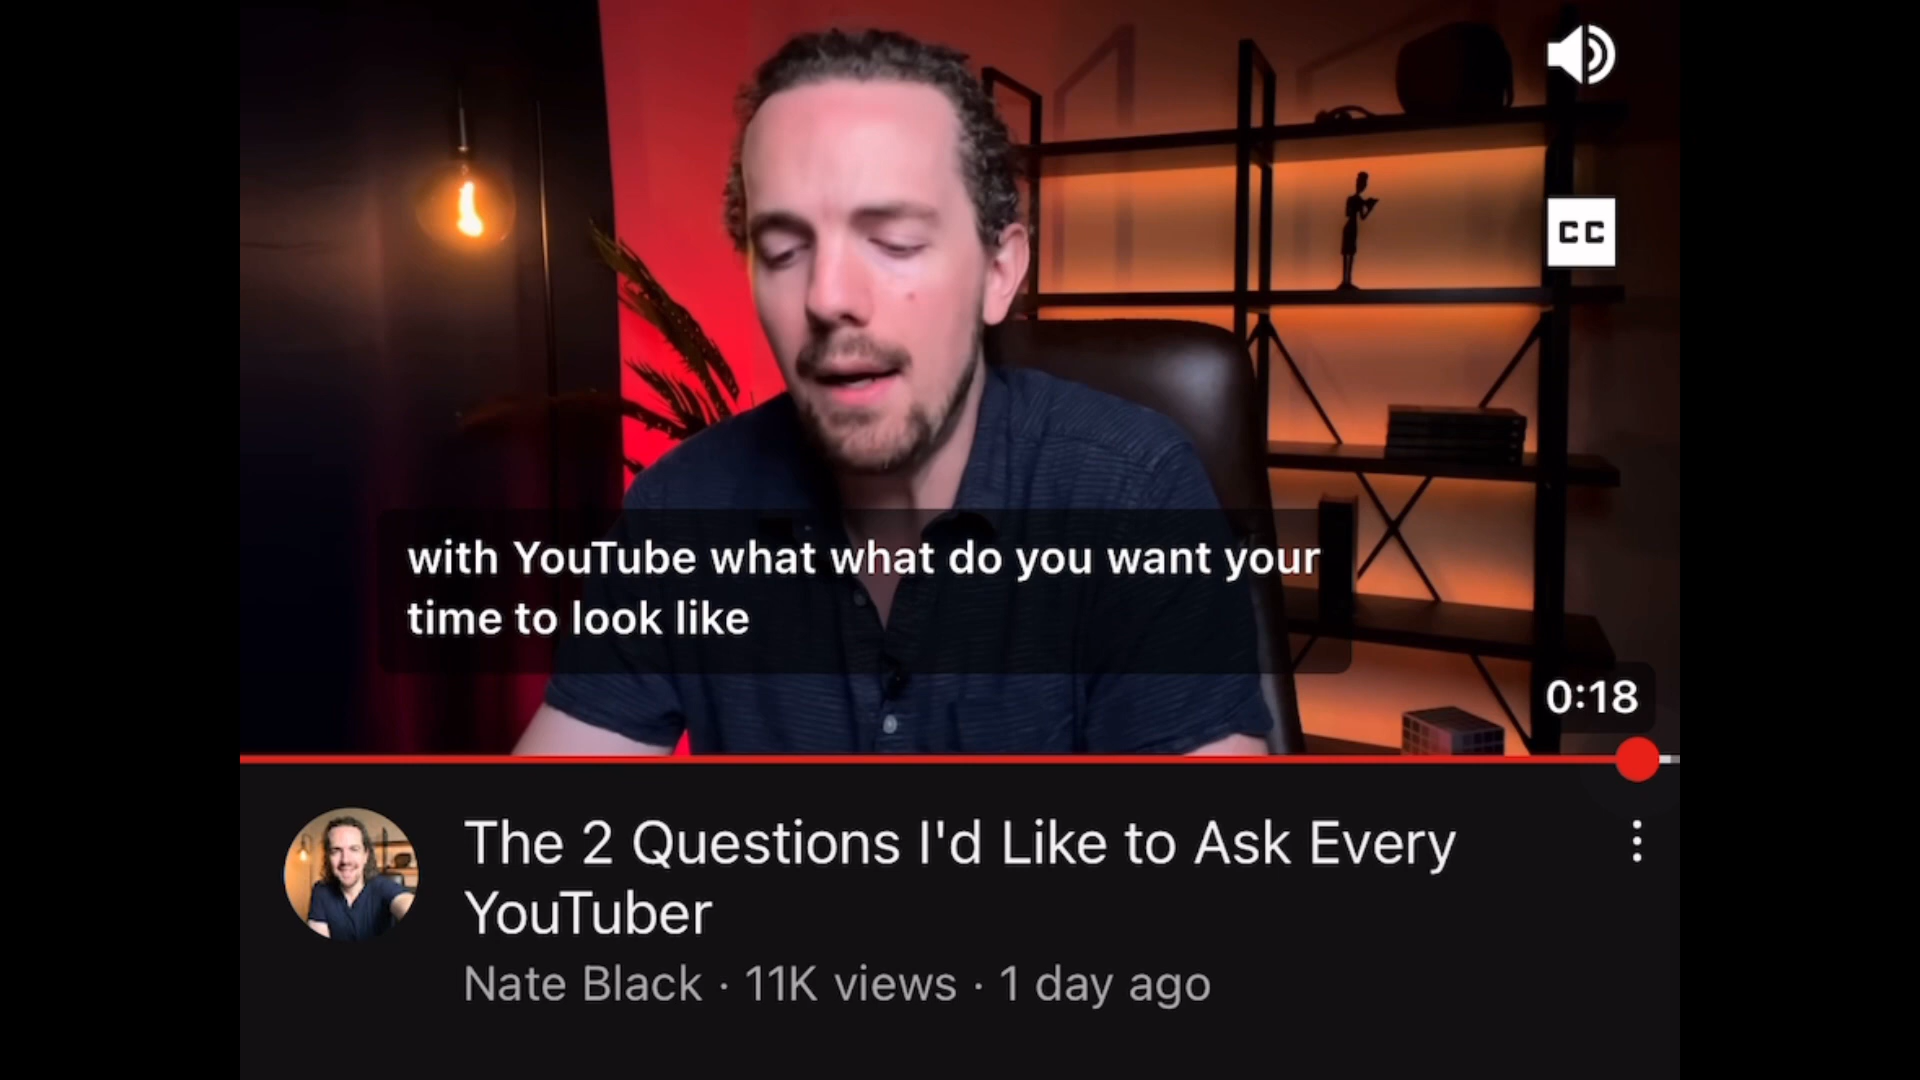 CC
with YouTube what what do you want your
time to look like
0:18
The 2 Questions I'd Like to Ask Every
YouTuber
Nate Black · 11K views · 1 day ago